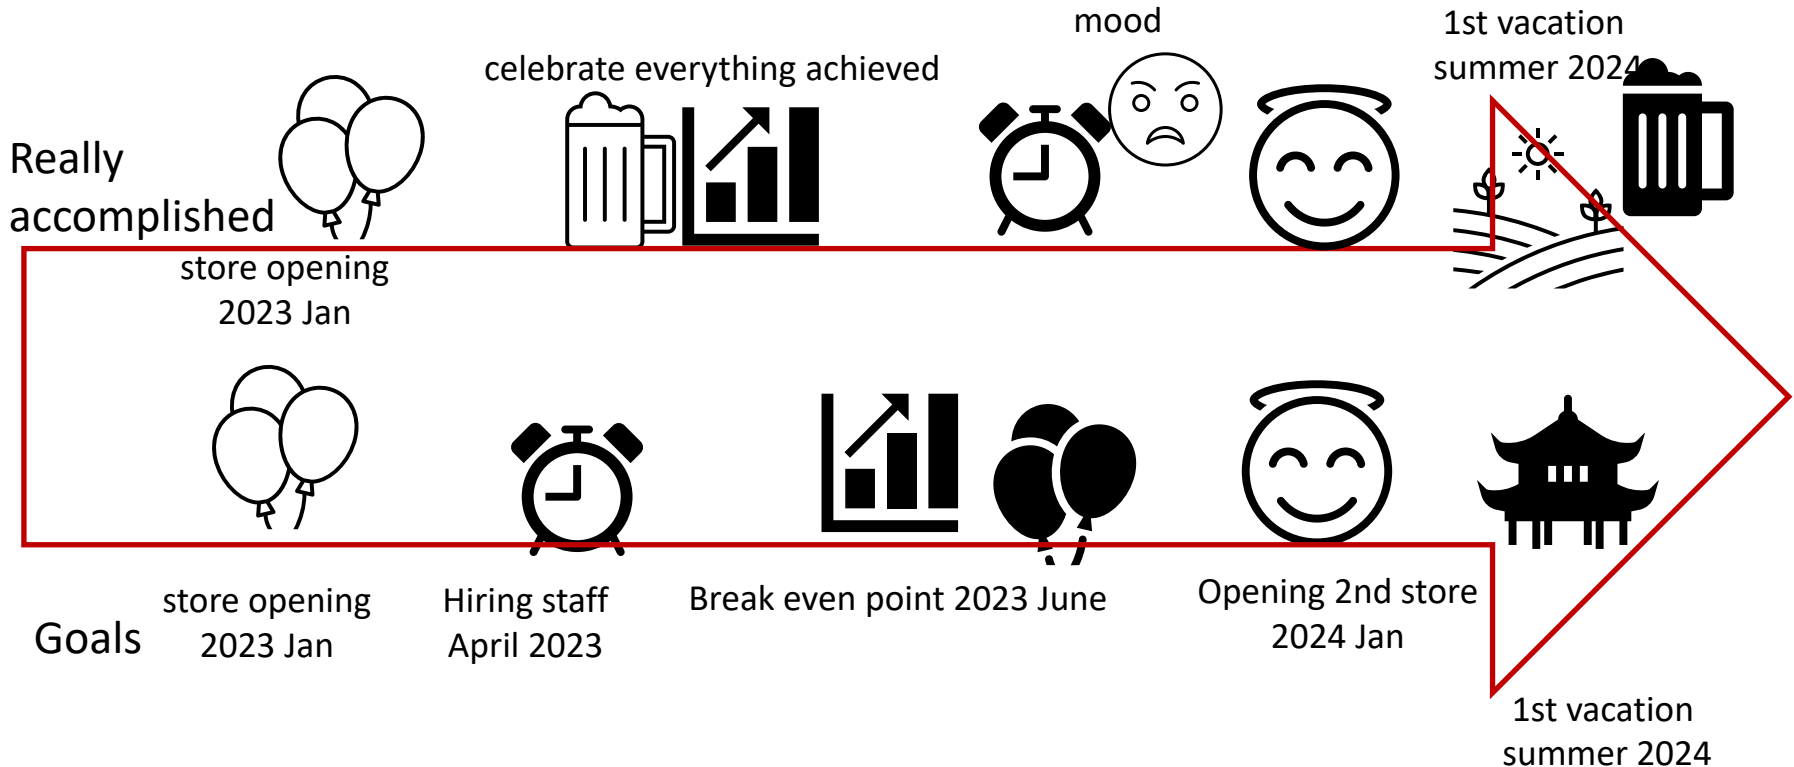 mood
1st vacation
summer 2024
celebrate everything achieved
Really
accomplished
store opening
2023 Jan
store opening
2023 Jan
Hiring staff
April 2023
Break even point 2023 June
Opening 2nd store
2024 Jan
Goals
1st vacation
summer 2024